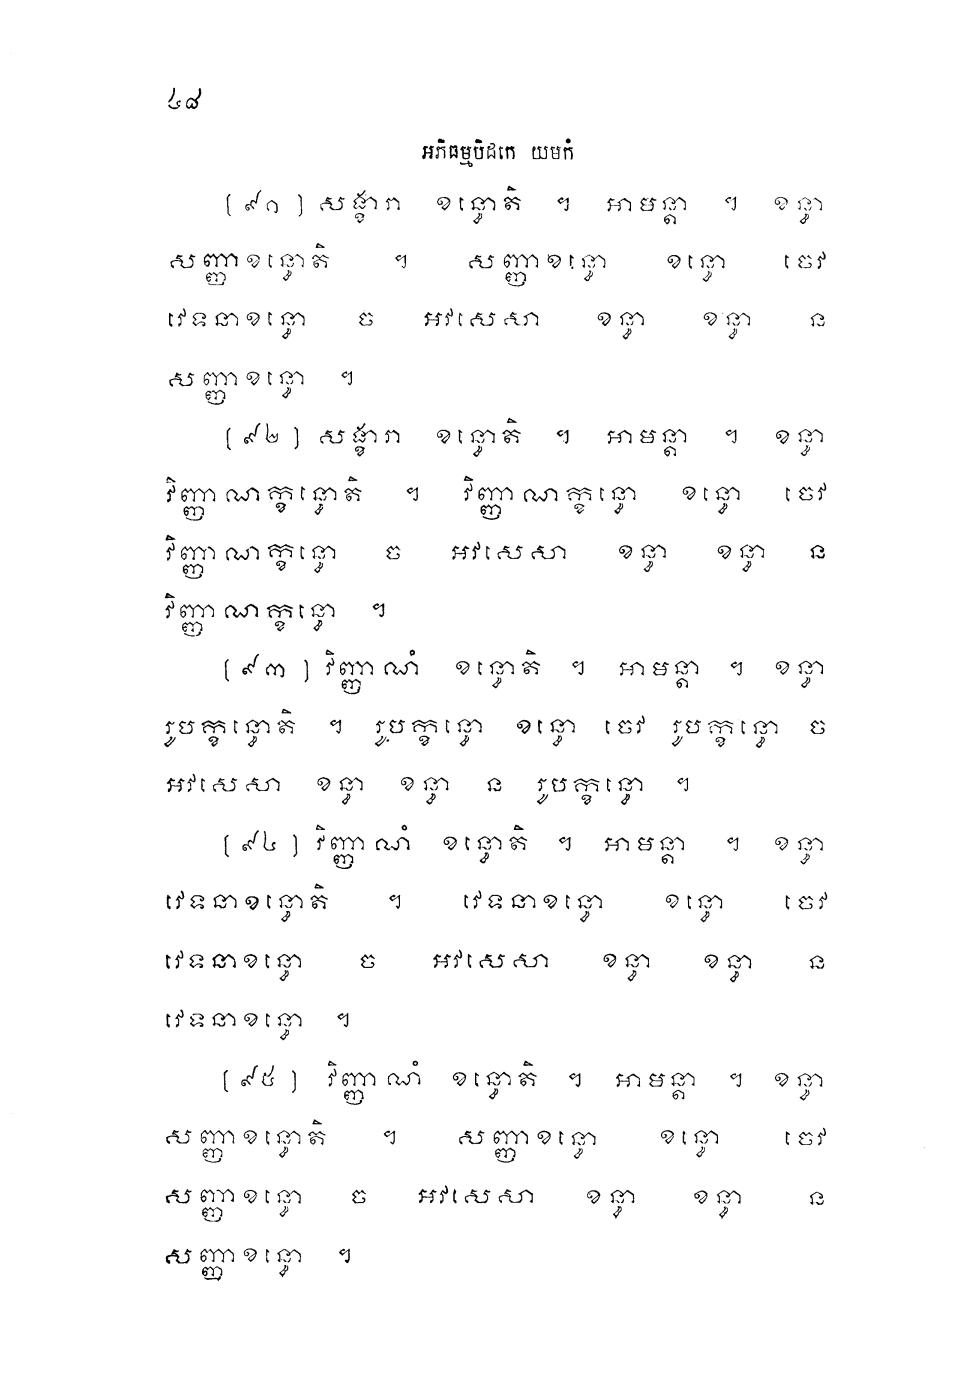 ៤៨
អភិធម្មបិដកេ យមកំ
(៩១) សង្ខារា ខន្ធោតិ ។ អាមន្តា ។ ខន្ធា
សញ្ញាខន្ធោតិ ។ សញ្ញាខន្ធោ ខន្ធោ ចេវ
វេទនាខន្ធោ ច អវសេសា ខន្ធា ខន្ធា ន
សញ្ញាខន្ធោ ។
(៩២) សង្ខារា ខន្ធោតិ ។ អាមន្តា ។ ខន្ធា
វិញ្ញាណក្ខន្ធោតិ ។ វិញ្ញាណក្ខន្ធោ ខន្ធោ ចេវ
វិញ្ញាណក្ខន្ធោ ច អវសេសា ខន្ធា ខន្ធា ន
វិញ្ញាណក្ខន្ធោ ។
(៩៣) វិញ្ញាណំ ខន្ធោតិ ។ អាមន្តា ។ ខន្ធា
រូបក្ខន្ធោតិ ។ រូបក្ខន្ធោ ខន្ធោ ចេវ រូបក្ខន្ធោ ច
អវសេសា ខន្ធា ខន្ធា ន រូបក្ខន្ធោ ។
(៩៤) វិញ្ញាណំ ខន្ធោតិ ។ អាមន្តា ។ ខន្ធា
វេទនាខន្ធោតិ ។ វេទនាខន្ធោ ខន្ធោ ចេវ
វេទនាខន្ធោ ច អវសេសា ខន្ធា ខន្ធា ន
វេទនាខន្ធោ ។
(៩៥) វិញ្ញាណំ ខន្ធោតិ ។ អាមន្តា ។ ខន្ធា
សញ្ញាខន្ធោតិ ។ សញ្ញាខន្ធោ ខន្ធោ ចេវ
សញ្ញាខន្ធោ ច អវសេសា ខន្ធា ខន្ធា ន
សញ្ញាខន្ធោ ។